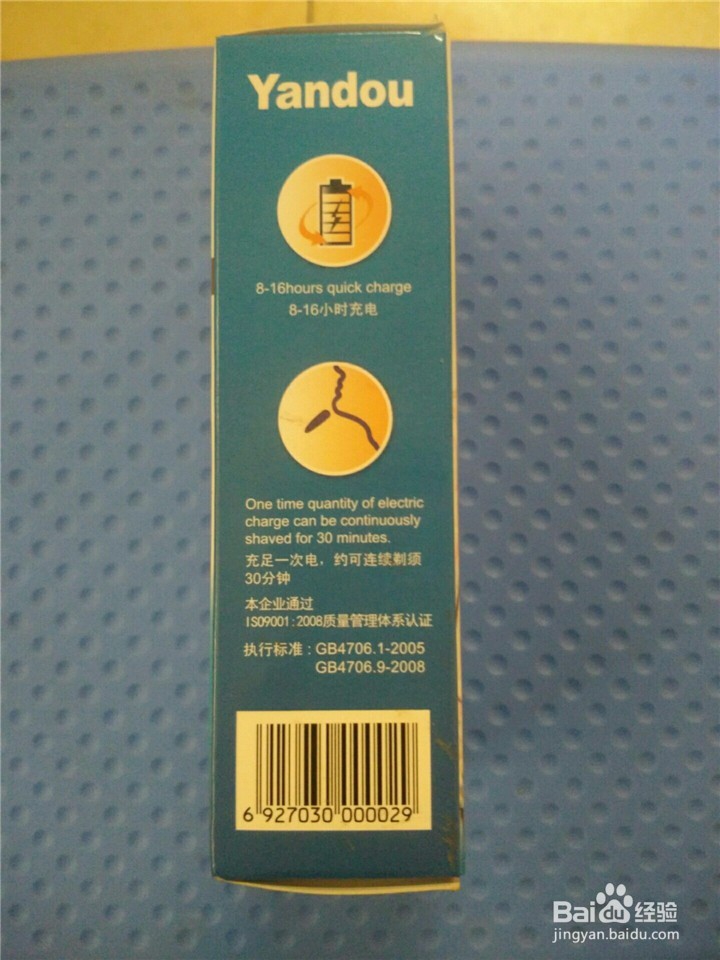 Yandou
8-16hours quick charge
8-16小时充电
One time quantity of electric
charge can be continuously
shaved for 30 minutes.
充足一次电，约可连续剃须
30分钟
本企业通过
ISO9001:2008质量管理体系认证
执行标准：GB4706.1-2005
GB4706.9-2008
6 927030 000029
Baidu经验
jingyan.baidu.com